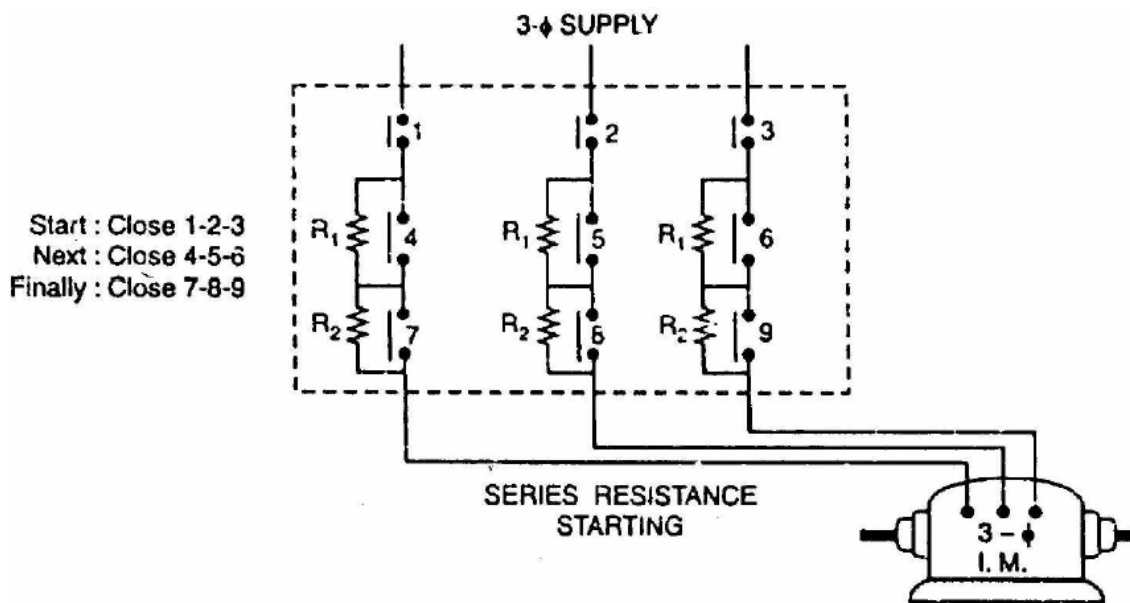 3-ϕ SUPPLY
1
2
3
Start : Close 1-2-3
Next : Close 4-5-6
Finally : Close 7-8-9
R1
4
R1
5
R1
6
R2
7
R2
8
R2
9
SERIES RESISTANCE
STARTING
3 - ϕ
I. M.